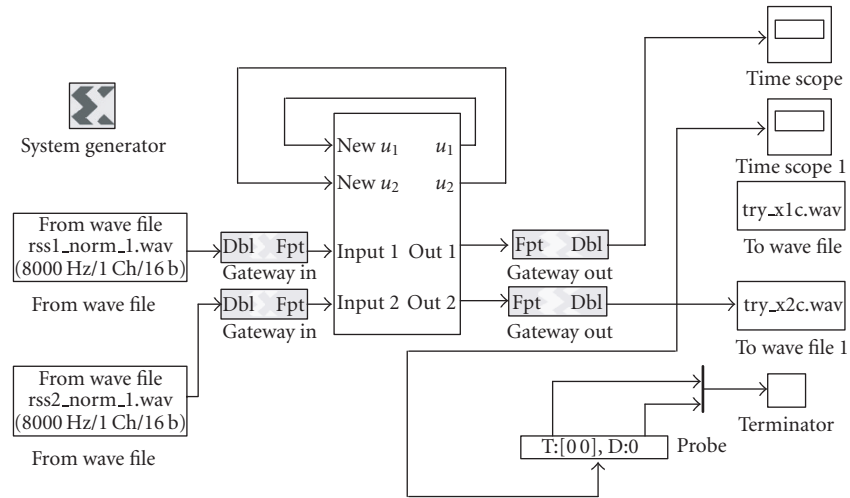 Time scope
System generator
New u₁
u₁
New u₂
u₂
Time scope 1
From wave file
rss1_norm_1.wav
(8000 Hz/1 Ch/16 b)
From wave file
Dbl
Fpt
Gateway in
Input 1
Out 1
Fpt
Dbl
Gateway out
try_x1c.wav
To wave file
Dbl
Fpt
Gateway in
Input 2
Out 2
Fpt
Dbl
Gateway out
try_x2c.wav
To wave file 1
From wave file
rss2_norm_1.wav
(8000 Hz/1 Ch/16 b)
From wave file
T:[0 0], D:0
Probe
Terminator